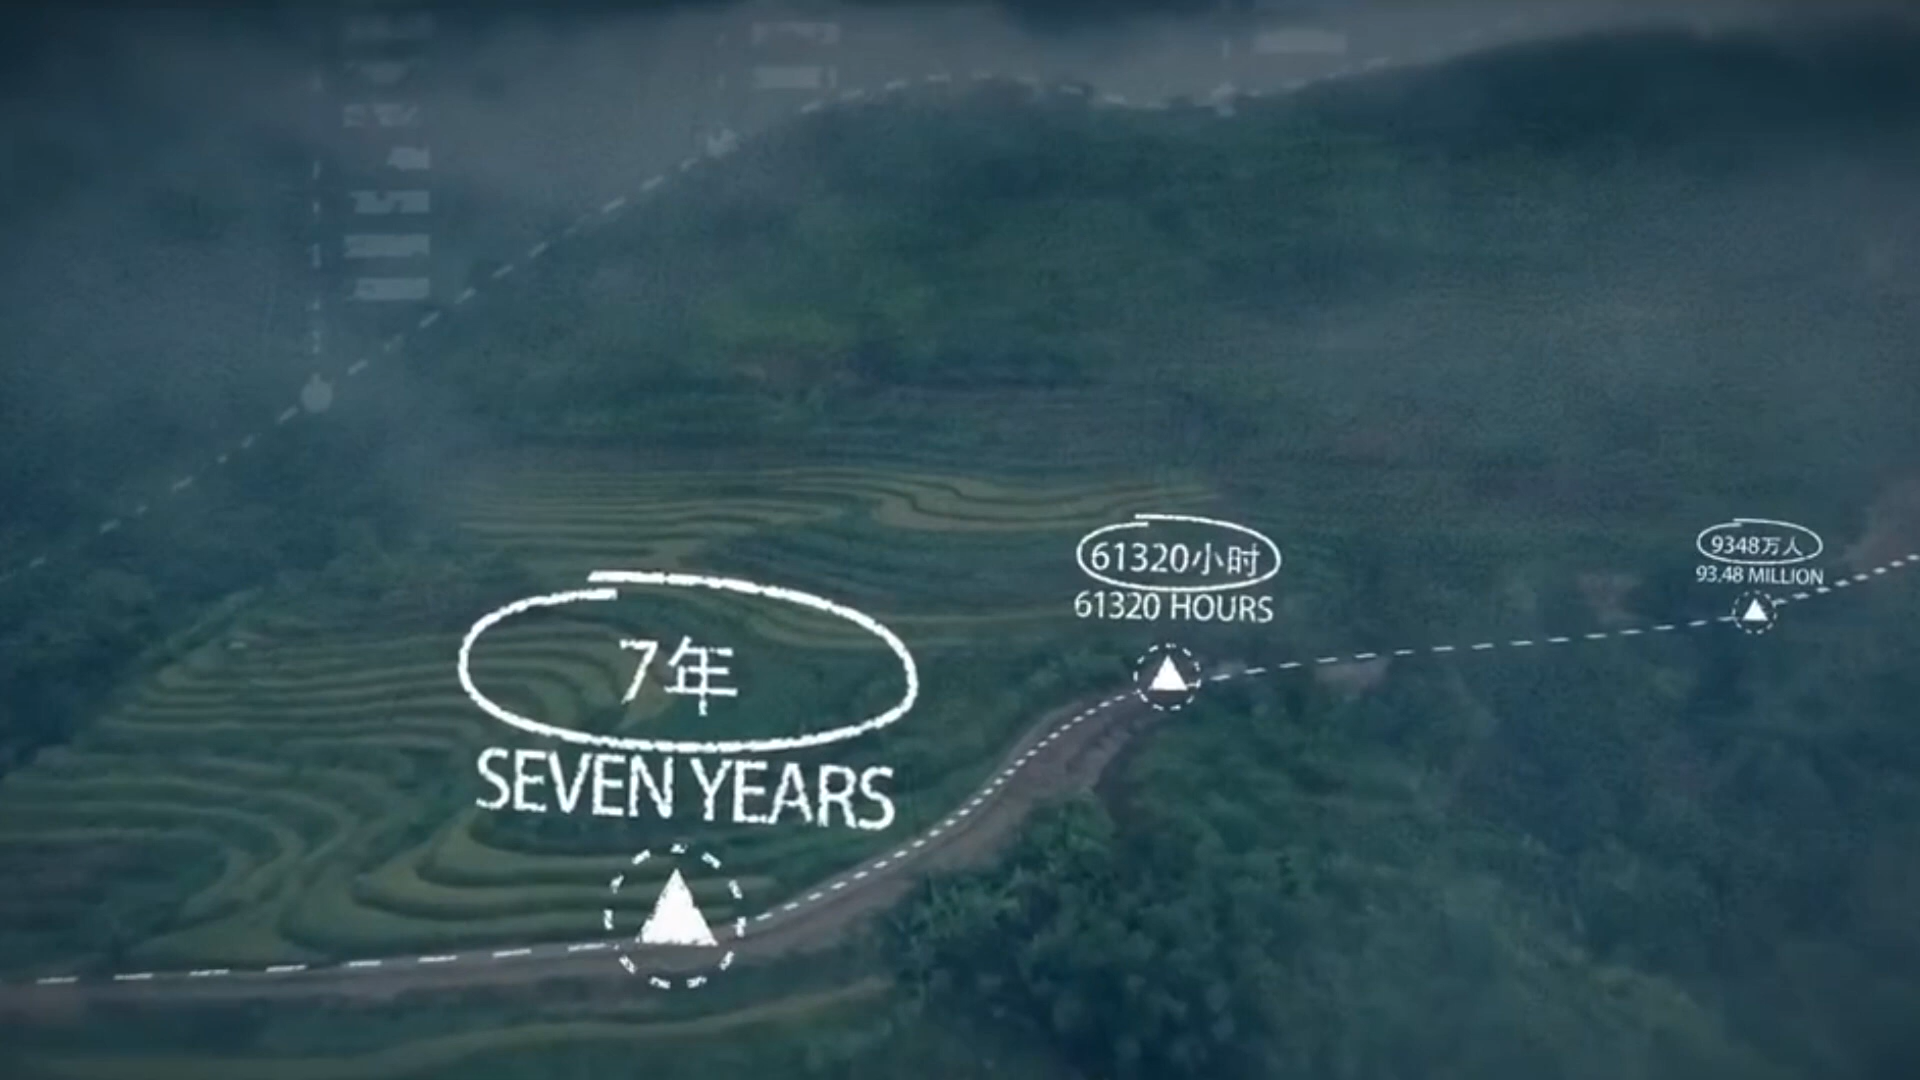 7年
SEVEN YEARS
61320小时
61320 HOURS
9348万人
93.48 MILLION